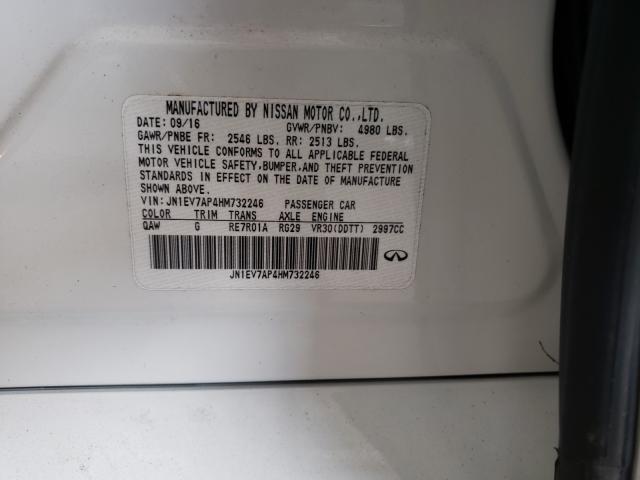 MANUFACTURED BY NISSAN MOTOR CO.,LTD.
DATE: 09/16 GVWR/PNBV: 4980 LBS.
GAWR/PNBE FR: 2546 LBS. RR: 2513 LBS.
THIS VEHICLE CONFORMS TO ALL APPLICABLE FEDERAL
MOTOR VEHICLE SAFETY, BUMPER, AND THEFT PREVENTION
STANDARDS IN EFFECT ON THE DATE OF MANUFACTURE
SHOWN ABOVE.
VIN: JN1EV7AP4HM732246 PASSENGER CAR
COLOR TRIM TRANS AXLE ENGINE
QAW G RE7R01A RG29 VR30(DDTT) 2997CC
JN1EV7AP4HM732246